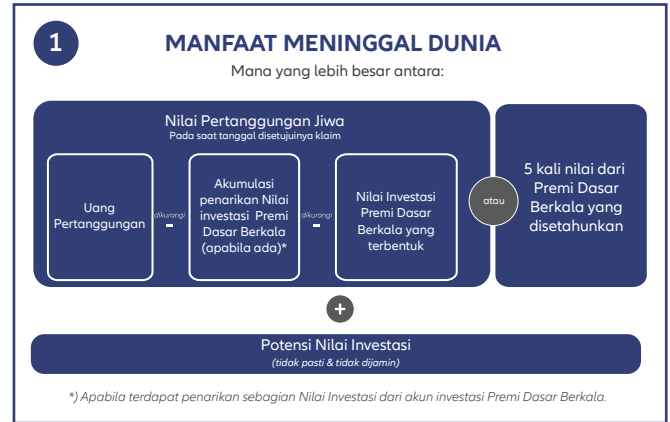 1
MANFAAT MENINGGAL DUNIA
Mana yang lebih besar antara:
Nilai Pertanggungan Jiwa
Pada saat tanggal disetujuinya klaim
Uang
Pertanggungan
dikurangi
-
Akumulasi
penarikan Nilai
investasi Premi
Dasar Berkala
(apabila ada)*
dikurangi
-
Nilai Investasi
Premi Dasar
Berkala yang
terbentuk
atau
5 kali nilai dari
Premi Dasar
Berkala yang
disetahunkan
+
Potensi Nilai Investasi
(tidak pasti & tidak dijamin)
*) Apabila terdapat penarikan sebagian Nilai Investasi dari akun investasi Premi Dasar Berkala.